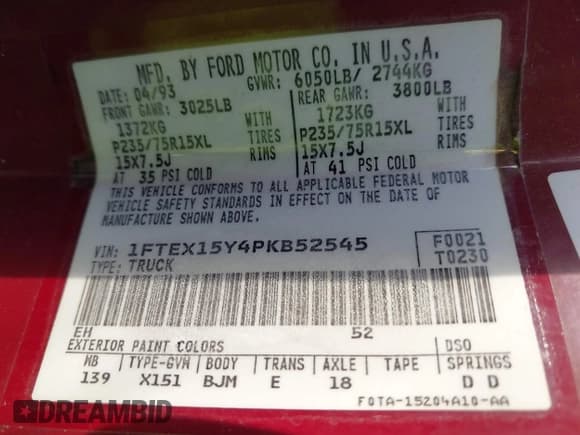 MFD. BY FORD MOTOR CO. IN U.S.A.
DATE: 04/93 GVWR: 6050LB/ 2744KG
FRONT GAWR: 3025LB REAR GAWR: 3800LB
1372KG WITH 1723KG WITH
P235/75R15XL TIRES P235/75R15XL TIRES
15X7.5J RIMS 15X7.5J RIMS
AT 35 PSI COLD AT 41 PSI COLD
THIS VEHICLE CONFORMS TO ALL APPLICABLE FEDERAL MOTOR
VEHICLE SAFETY STANDARDS IN EFFECT ON THE DATE OF
MANUFACTURE SHOWN ABOVE.
VIN: 1FTEX15Y4PKB52545 F0021
TYPE: TRUCK T0230
EH 52
EXTERIOR PAINT COLORS DSO
WB TYPE-GVW BODY TRANS AXLE TAPE SPRINGS
139 X151 BJM E 18 D D
F0TA-15204A10-AA
DREAMBID